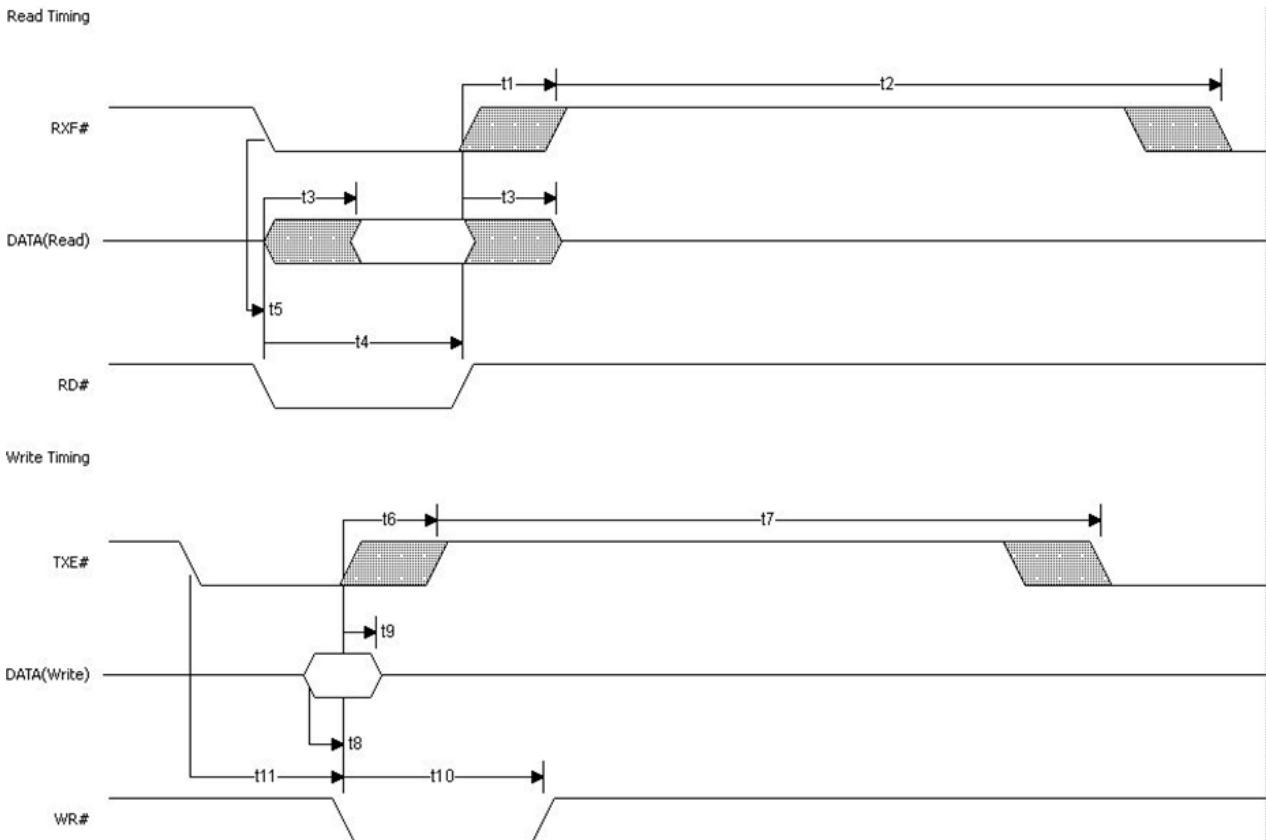 Read Timing
t1
t2
RXF#
t3
t3
DATA(Read)
t5
t4
RD#
Write Timing
t6
t7
TXE#
t9
DATA(Write)
t8
t11
t10
WR#